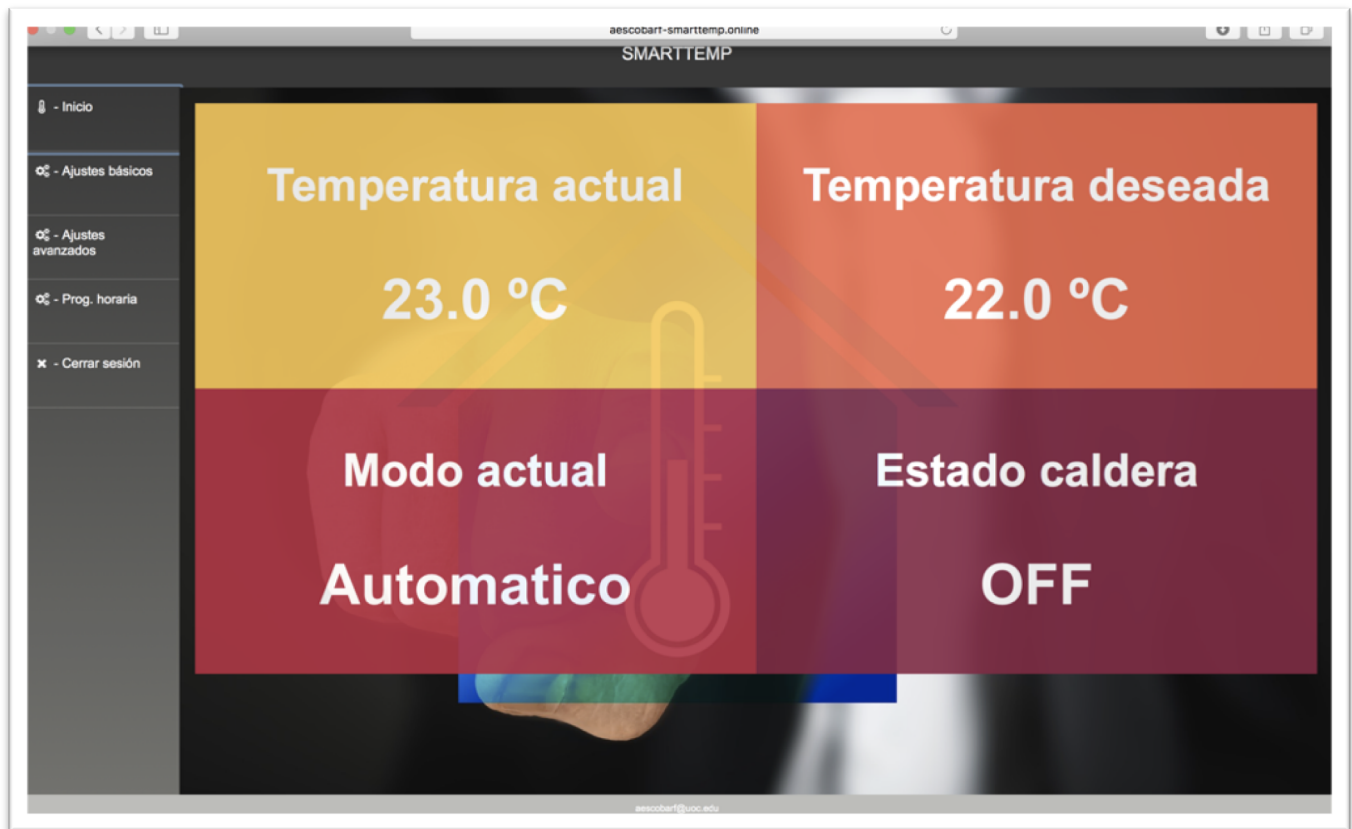 aescobarf-smarttemp.online
SMARTTEMP
- Inicio
- Ajustes básicos
- Ajustes
avanzados
- Prog. horaria
- Cerrar sesión
Temperatura actual
23.0 ºC
Temperatura deseada
22.0 ºC
Modo actual
Automatico
Estado caldera
OFF
aescobarf@uoc.edu